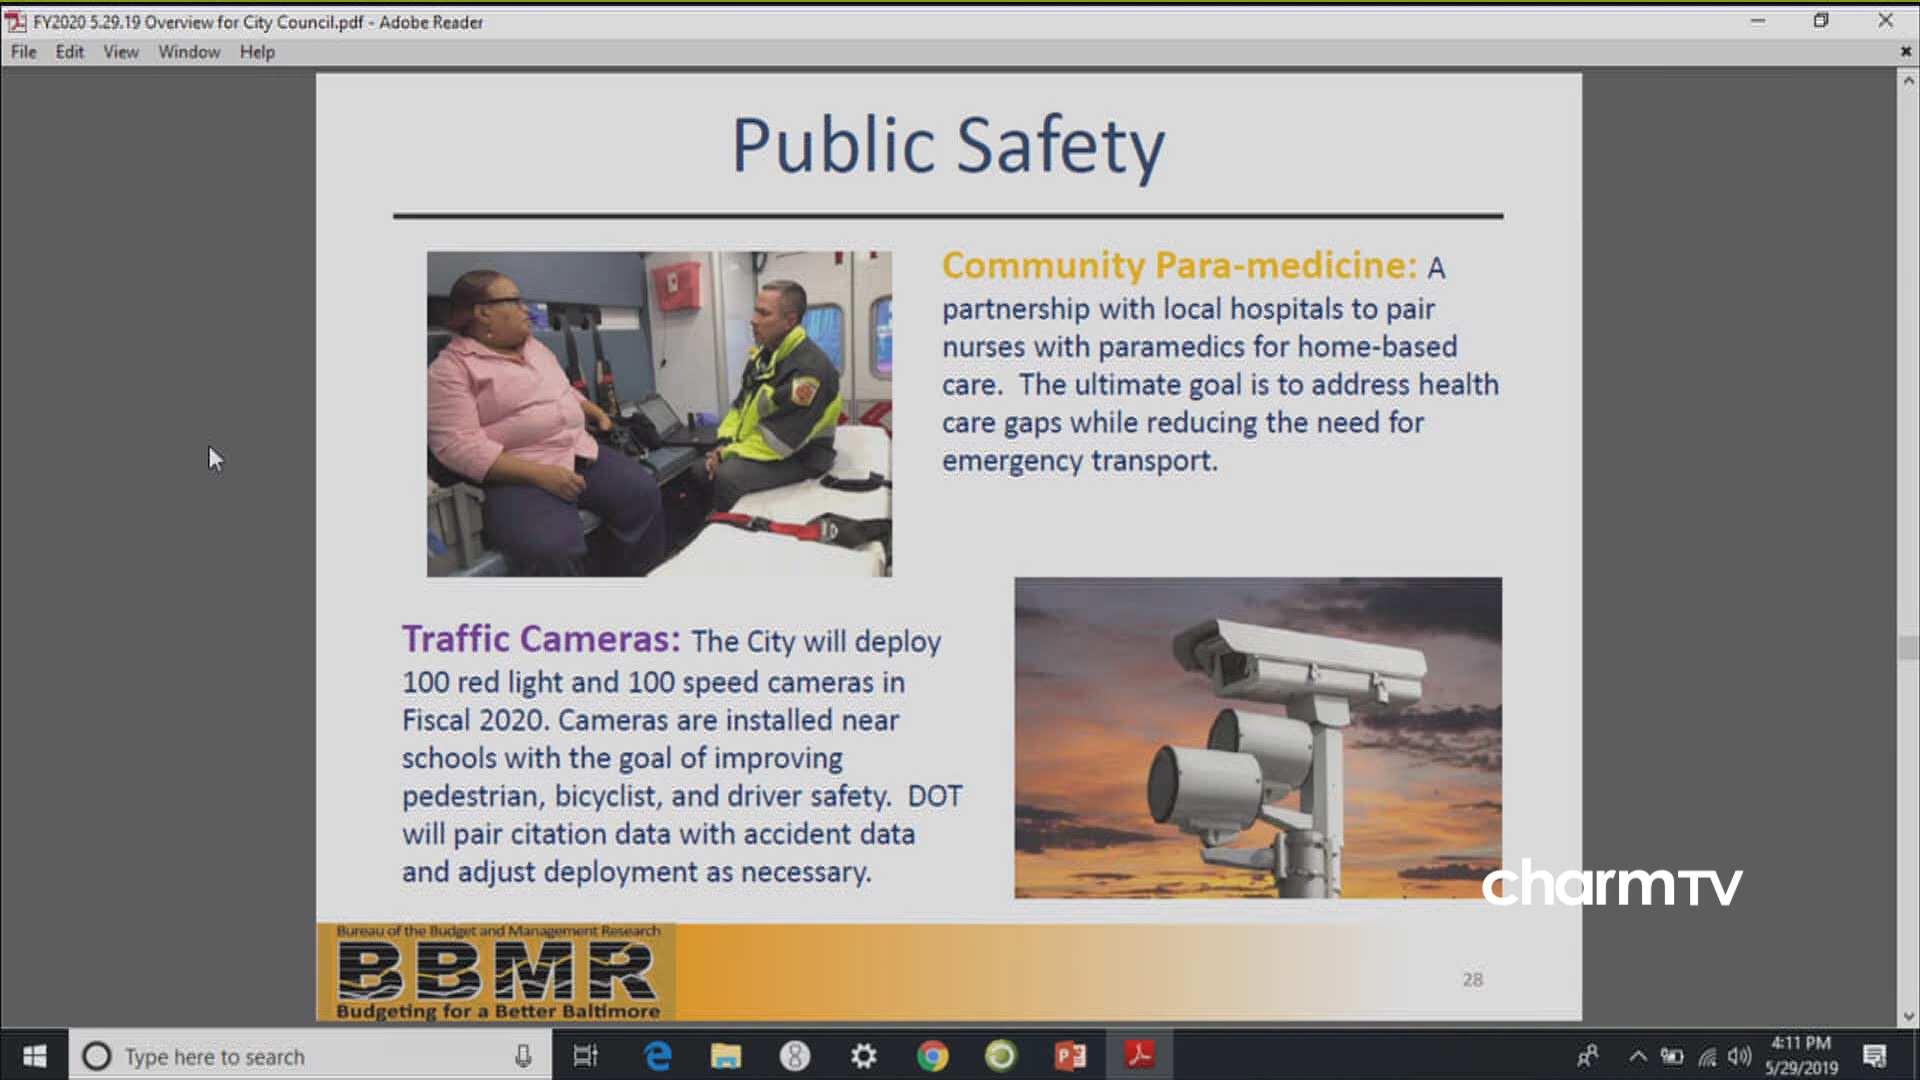 FY2020 5.29.19 Overview for City Council.pdf - Adobe Reader
File Edit View Window Help
Public Safety
Community Para-medicine: A
partnership with local hospitals to pair
nurses with paramedics for home-based
care. The ultimate goal is to address health
care gaps while reducing the need for
emergency transport.
Traffic Cameras: The City will deploy
100 red light and 100 speed cameras in
Fiscal 2020. Cameras are installed near
schools with the goal of improving
pedestrian, bicyclist, and driver safety. DOT
will pair citation data with accident data
and adjust deployment as necessary.
charmTV
Bureau of the Budget and Management Research
BBMR
Budgeting for a Better Baltimore
28
Type here to search
4:11 PM
5/29/2019